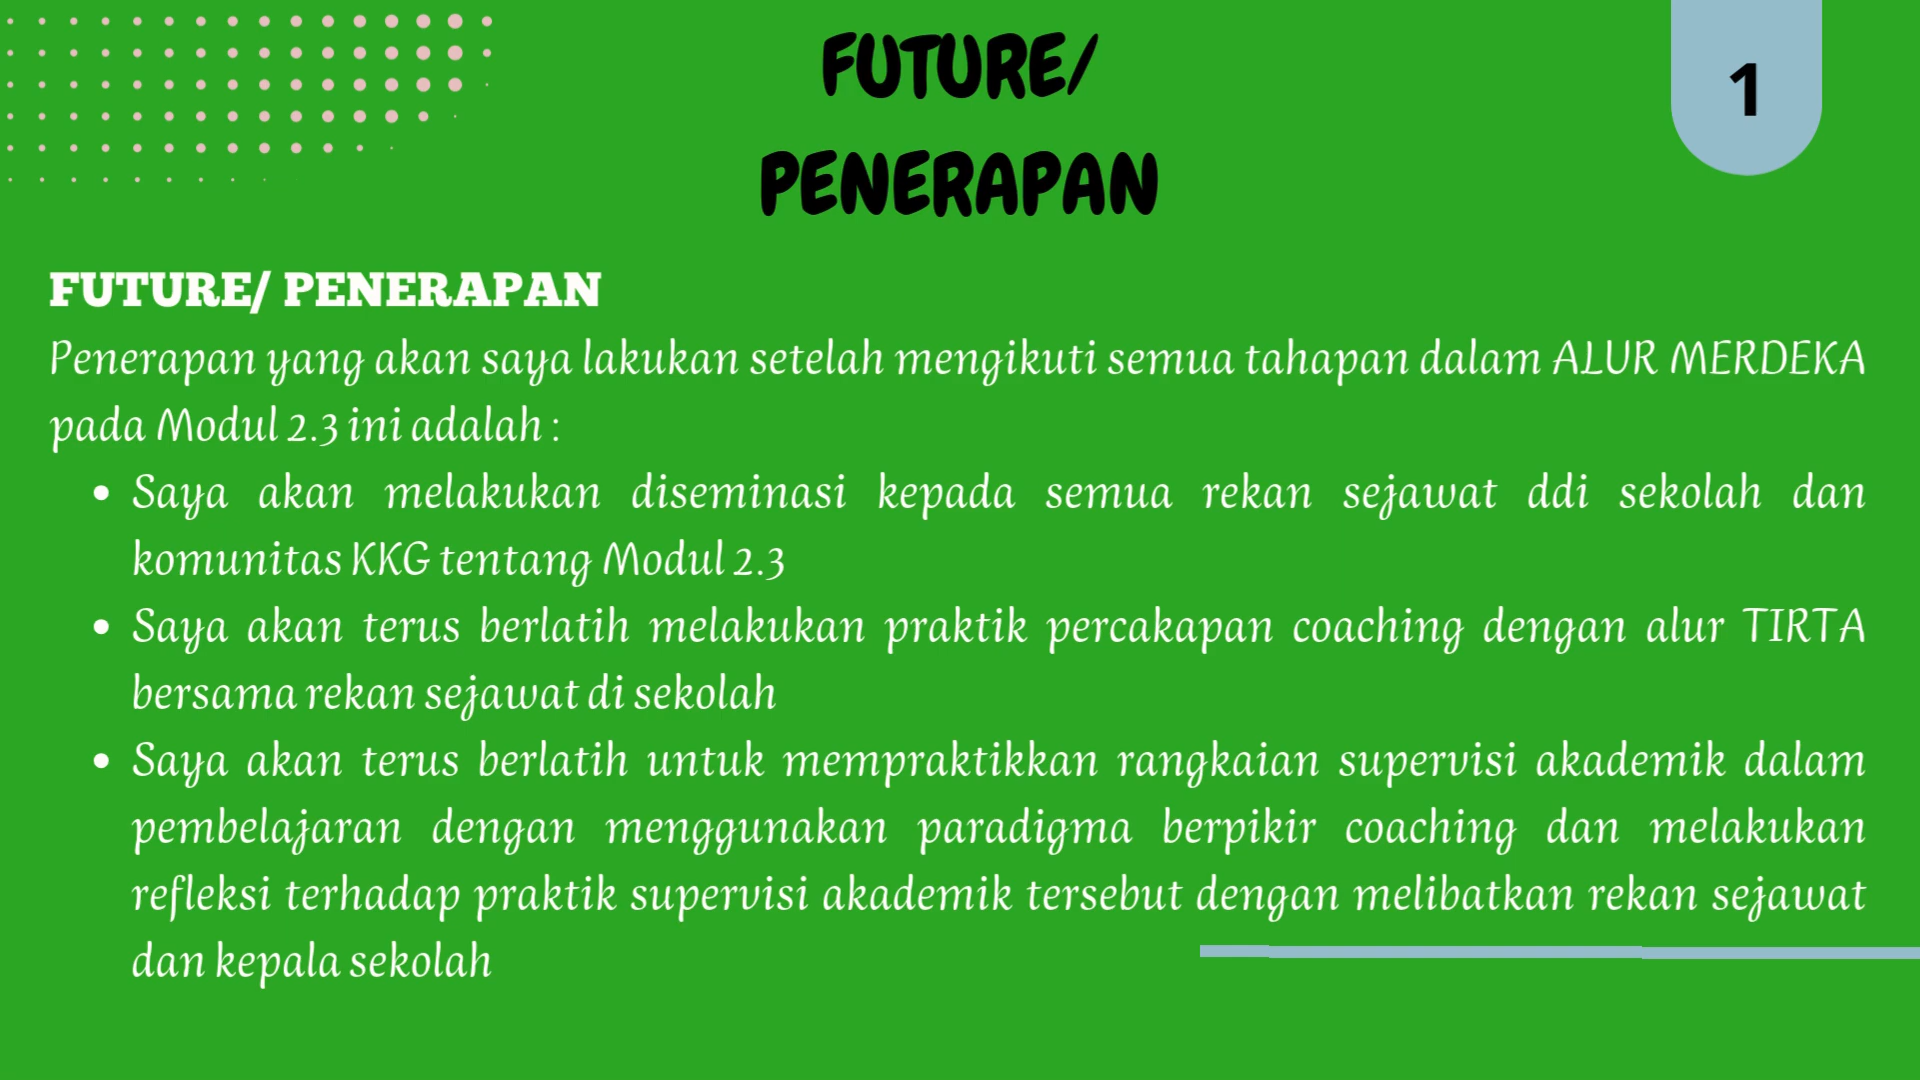 FUTURE/
PENERAPAN
1
FUTURE/ PENERAPAN
Penerapan yang akan saya lakukan setelah mengikuti semua tahapan dalam ALUR MERDEKA
pada Modul 2.3 ini adalah :
• Saya akan melakukan diseminasi kepada semua rekan sejawat ddi sekolah dan
komunitas KKG tentang Modul 2.3
• Saya akan terus berlatih melakukan praktik percakapan coaching dengan alur TIRTA
bersama rekan sejawat di sekolah
• Saya akan terus berlatih untuk mempraktikkan rangkaian supervisi akademik dalam
pembelajaran dengan menggunakan paradigma berpikir coaching dan melakukan
refleksi terhadap praktik supervisi akademik tersebut dengan melibatkan rekan sejawat
dan kepala sekolah